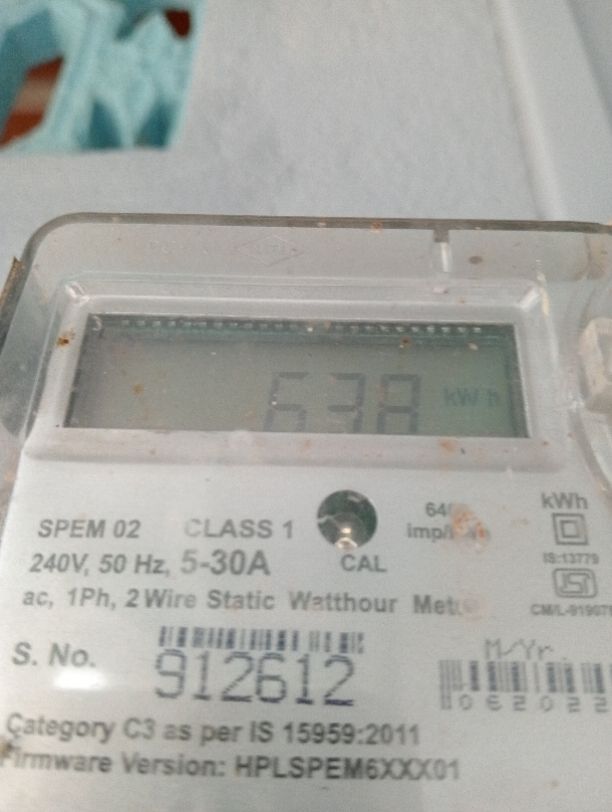 638 kWh
SPEM 02 CLASS 1
240V, 50 Hz, 5-30A
CAL
kWh
IS:13779
ac, 1Ph, 2 Wire Static Watthour
S. No.
912612
M/Yr.
062022
Category C3 as per IS 15959:2011
Firmware Version: HPLSPEM6XXX01